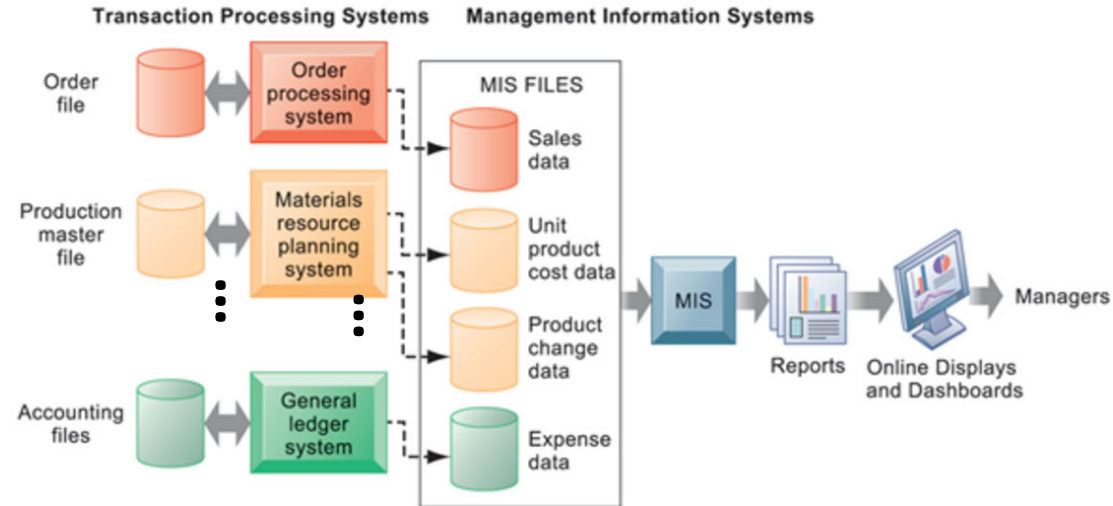 Transaction Processing Systems
Management Information Systems
Order
file
Order
processing
system
MIS FILES
Sales
data
Production
master
file
Materials
resource
planning
system
Unit
product
cost data
Product
change
data
Accounting
files
General
ledger
system
Expense
data
MIS
Reports
Online Displays
and Dashboards
Managers